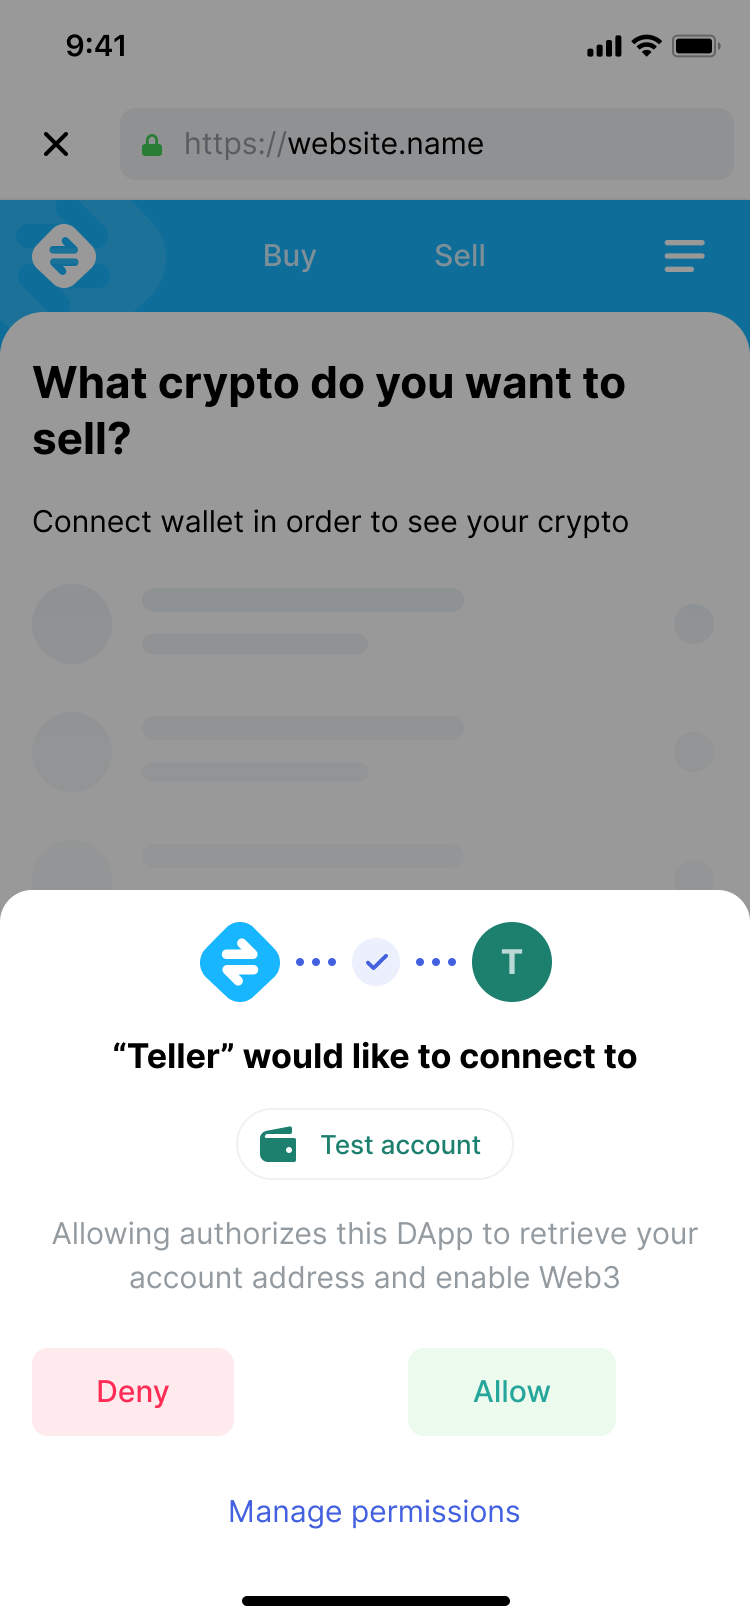 9:41
https://website.name
Buy Sell
What crypto do you want to
sell?
Connect wallet in order to see your crypto
T
“Teller” would like to connect to
Test account
Allowing authorizes this DApp to retrieve your
account address and enable Web3
Deny Allow
Manage permissions